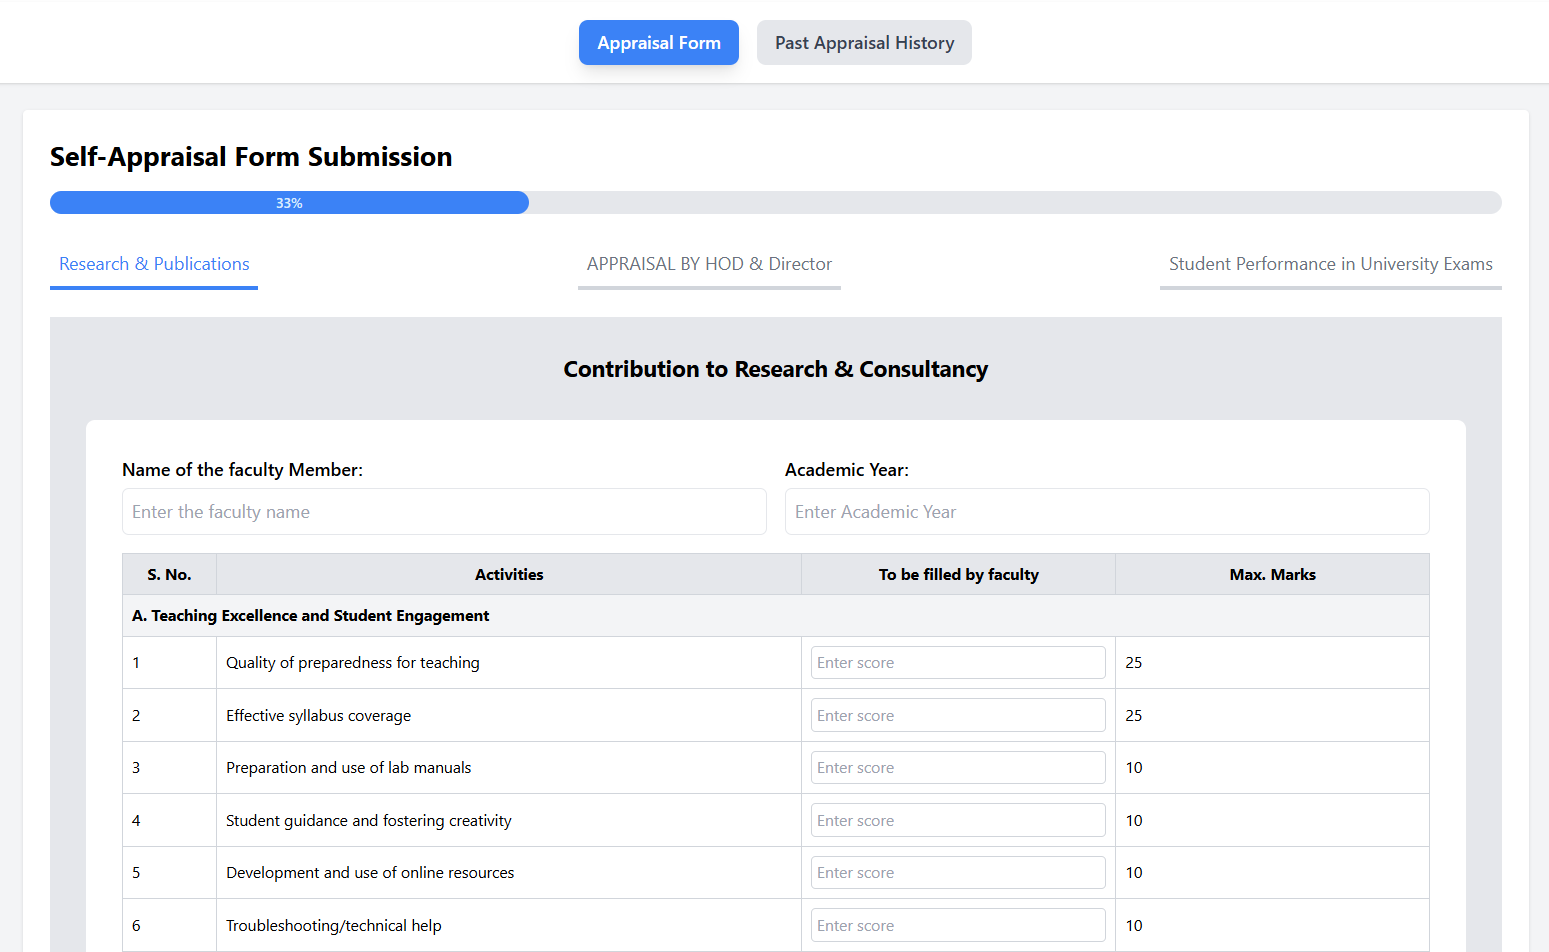 Appraisal Form Past Appraisal History
Self-Appraisal Form Submission
33%
Research & Publications APPRAISAL BY HOD & Director Student Performance in University Exams
Contribution to Research & Consultancy
Name of the faculty Member: Academic Year:
Enter the faculty name Enter Academic Year
S. No. Activities To be filled by faculty Max. Marks
A. Teaching Excellence and Student Engagement
1 Quality of preparedness for teaching Enter score 25
2 Effective syllabus coverage Enter score 25
3 Preparation and use of lab manuals Enter score 10
4 Student guidance and fostering creativity Enter score 10
5 Development and use of online resources Enter score 10
6 Troubleshooting/technical help Enter score 10